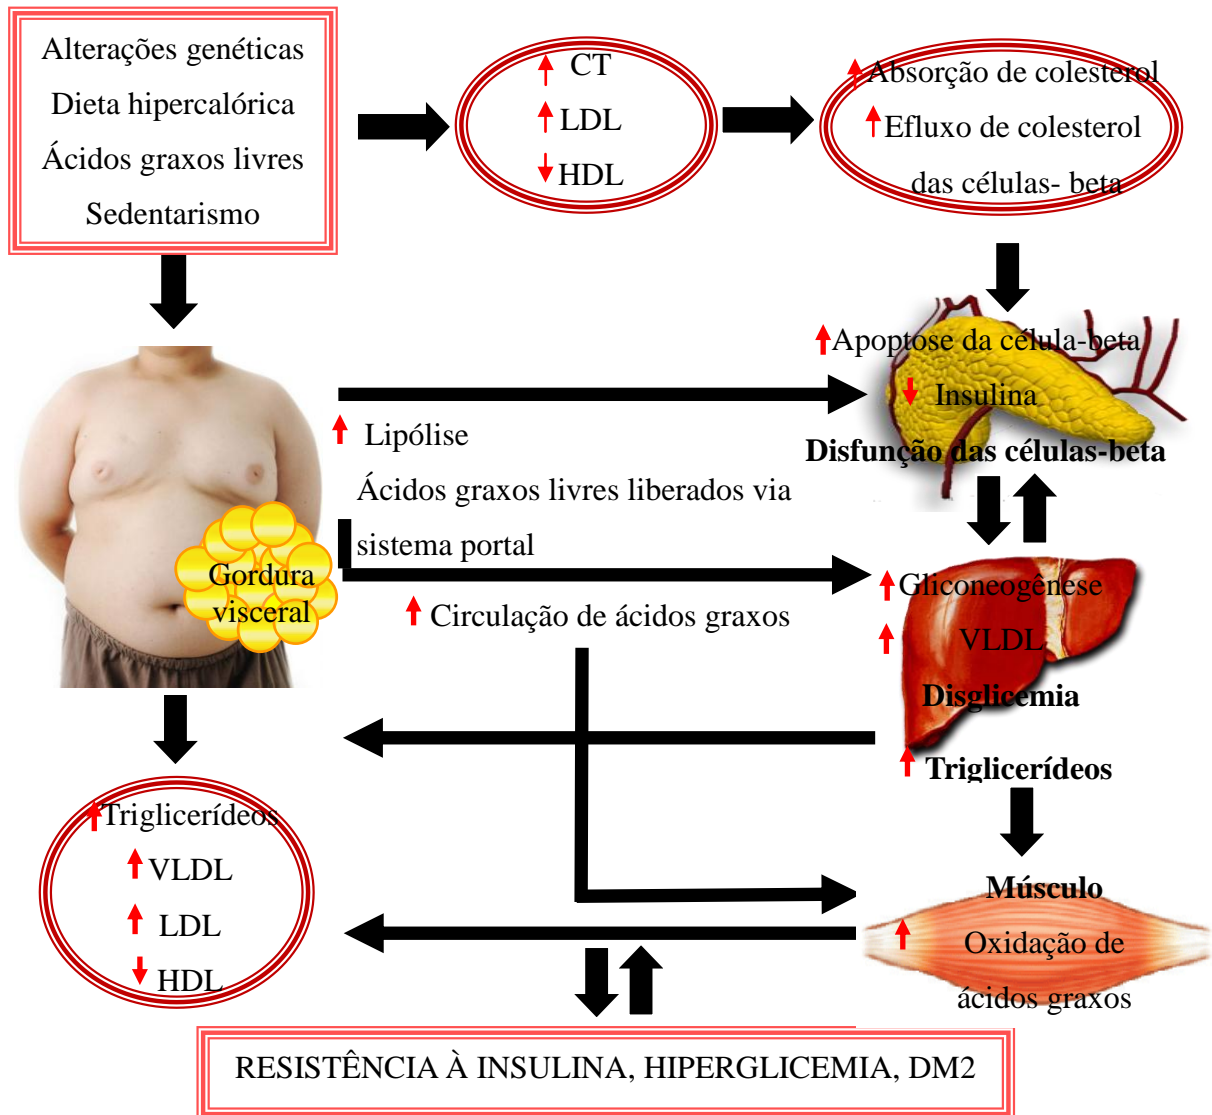 Alterações genéticas
Dieta hipercalórica
Ácidos graxos livres
Sedentarismo
CT
LDL
HDL
Absorção de colesterol
Efluxo de colesterol
das células- beta
Apoptose da célula-beta
Insulina
Disfunção das células-beta
Lipólise
Ácidos graxos livres liberados via
sistema portal
Circulação de ácidos graxos
Gordura
visceral
Gliconeogênese
VLDL
Disglicemia
Triglicerídeos
Triglicerídeos
VLDL
LDL
HDL
Músculo
Oxidação de
ácidos graxos
RESISTÊNCIA À INSULINA, HIPERGLICEMIA, DM2